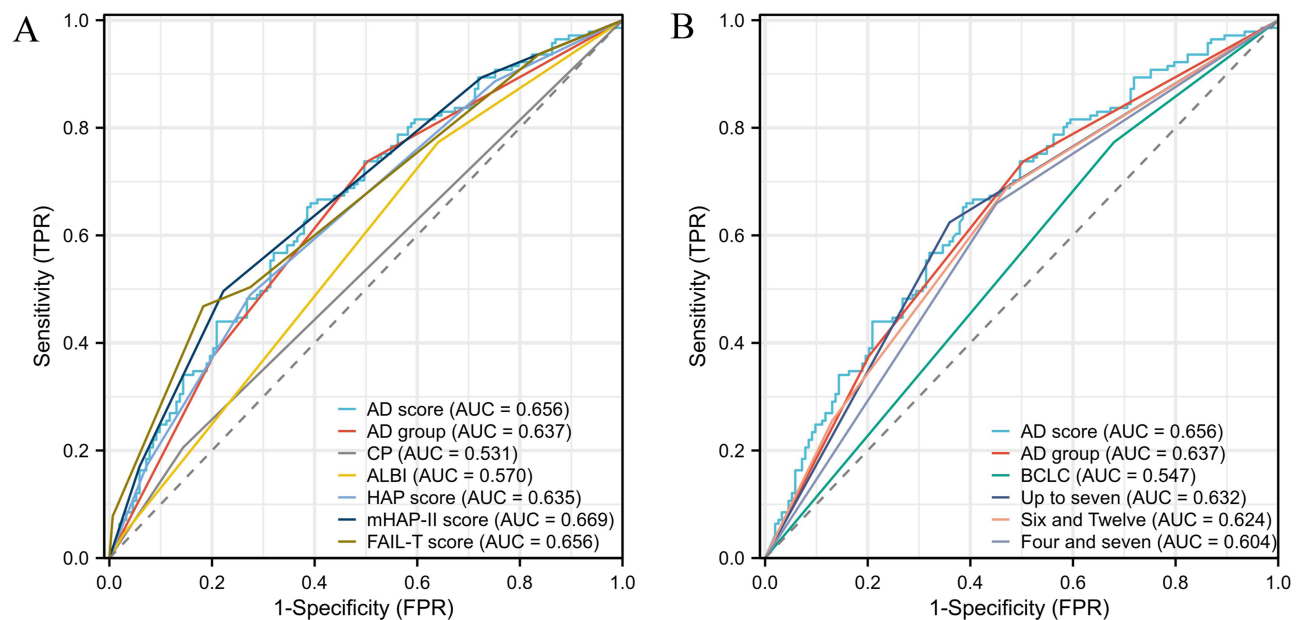 A
Sensitivity (TPR)
1.0
0.8
0.6
0.4
0.2
0.0
AD score (AUC = 0.656)
AD group (AUC = 0.637)
CP (AUC = 0.531)
ALBI (AUC = 0.570)
HAP score (AUC = 0.635)
mHAP-II score (AUC = 0.669)
FAIL-T score (AUC = 0.656)
0.0 0.2 0.4 0.6 0.8 1.0
1-Specificity (FPR)
B
Sensitivity (TPR)
1.0
0.8
0.6
0.4
0.2
0.0
AD score (AUC = 0.656)
AD group (AUC = 0.637)
BCLC (AUC = 0.547)
Up to seven (AUC = 0.632)
Six and Twelve (AUC = 0.624)
Four and seven (AUC = 0.604)
0.0 0.2 0.4 0.6 0.8 1.0
1-Specificity (FPR)